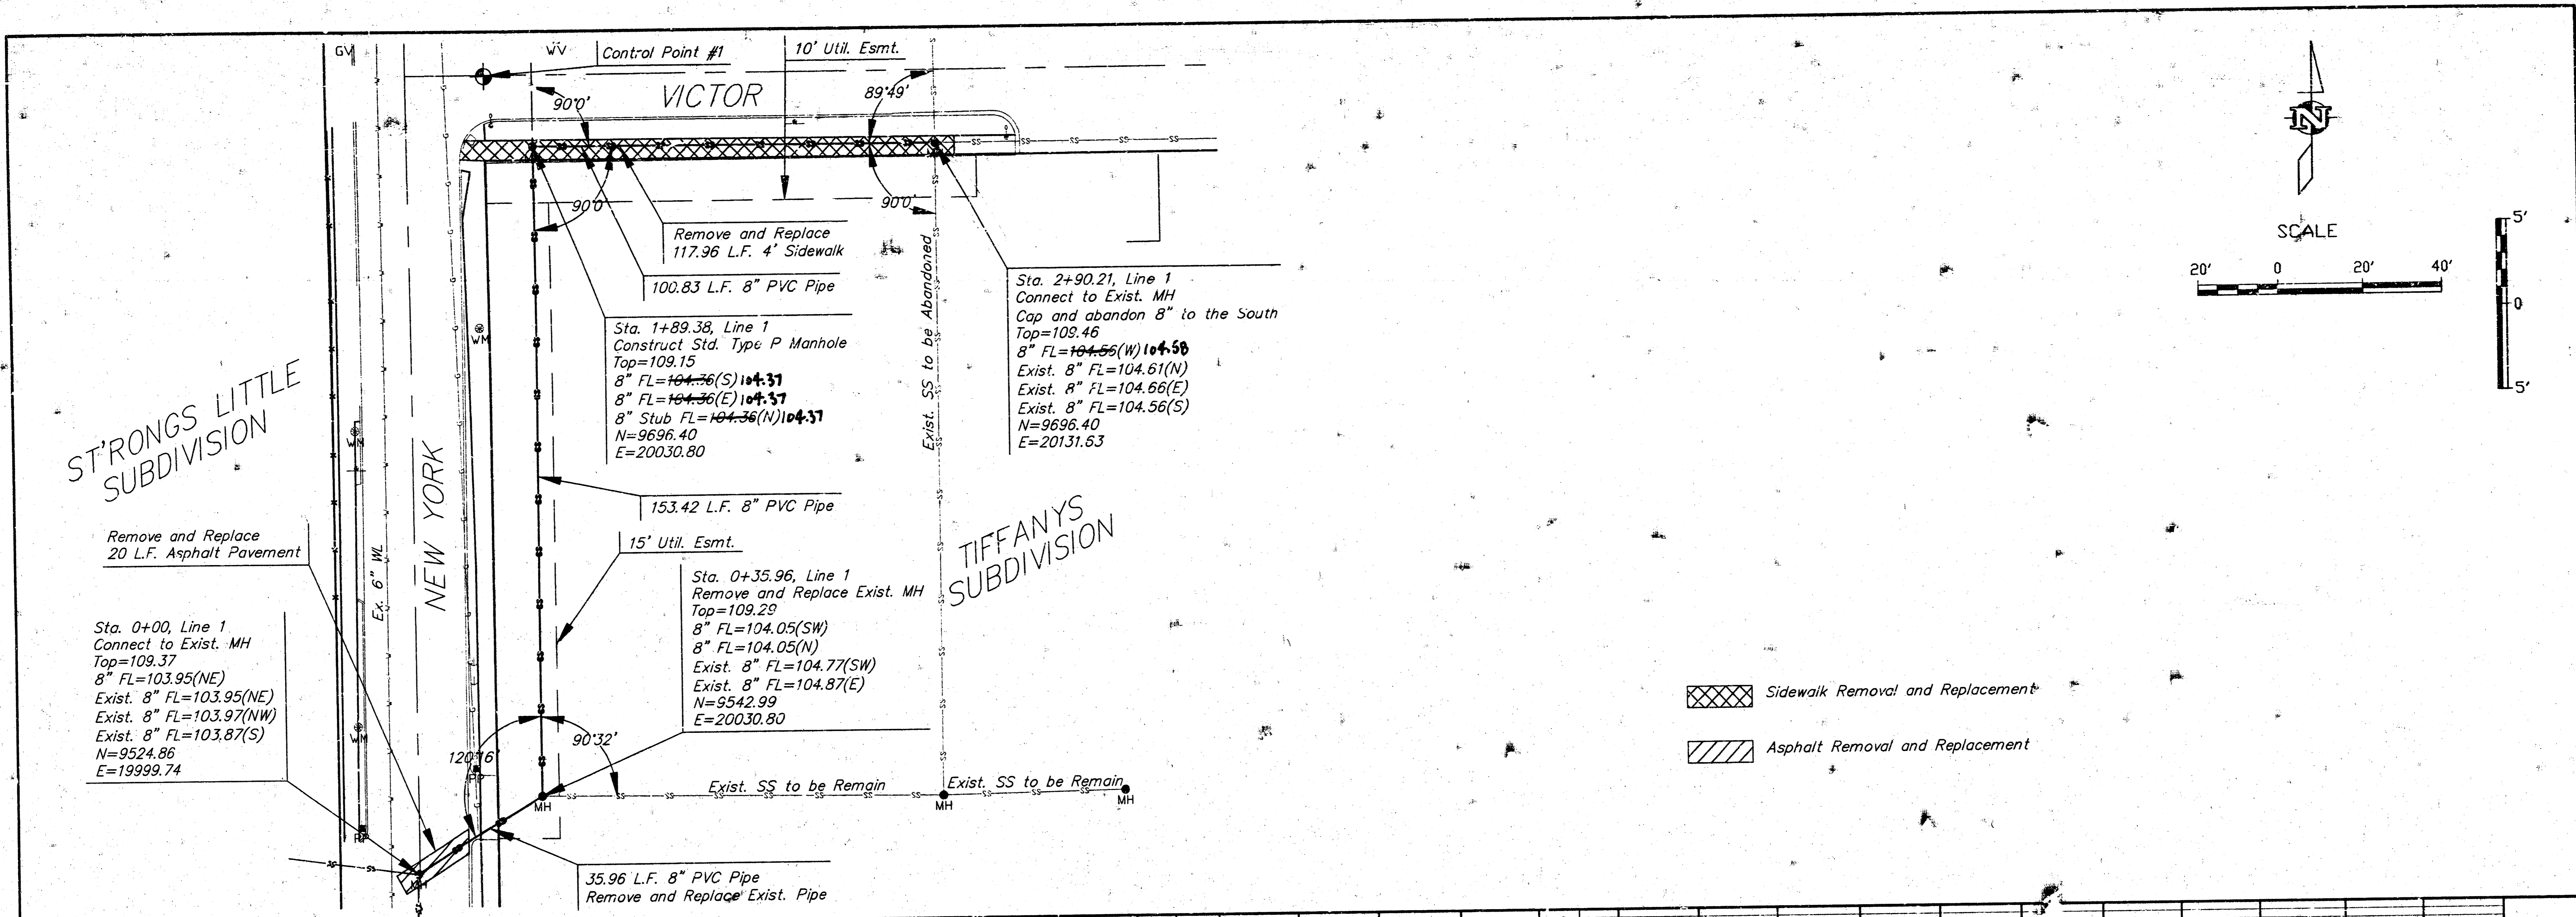 GV
WV
Control Point #1
10' Util. Esmt.
VICTOR
90°0'
89°49'
SS SS SS SS
N
SCALE
20' 0 20' 40'
5'
0
5'
90°0'
90°0'
Remove and Replace
117.96 L.F. 4' Sidewalk
100.83 L.F. 8" PVC Pipe
Sta. 1+89.38, Line 1
Construct Std. Type P Manhole
Top=109.15
8" FL=104.36(S) 104.37
8" FL=104.36(E) 104.37
8" Stub FL=104.36(N) 104.37
N=9696.40
E=20030.80
Exist. SS to be Abandoned
Sta. 2+90.21, Line 1
Connect to Exist. MH
Cap and abandon 8" to the South
Top=109.46
8" FL=104.56(W) 104.58
Exist. 8" FL=104.61(N)
Exist. 8" FL=104.66(E)
Exist. 8" FL=104.56(S)
N=9696.40
E=20131.63
WM
ST'RONGS LITTLE
SUBDIVISION
WM
NEW YORK
153.42 L.F. 8" PVC Pipe
15' Util. Esmt.
TIFFANYS
SUBDIVISION
Remove and Replace
20 L.F. Asphalt Pavement
Ex. 6" WL
Sta. 0+35.96, Line 1
Remove and Replace Exist. MH
Top=109.29
8" FL=104.05(SW)
8" FL=104.05(N)
Exist. 8" FL=104.77(SW)
Exist. 8" FL=104.87(E)
N=9542.99
E=20030.80
Sta. 0+00, Line 1
Connect to Exist. MH
Top=109.37
8" FL=103.95(NE)
Exist. 8" FL=103.95(NE)
Exist. 8" FL=103.97(NW)
Exist. 8" FL=103.87(S)
N=9524.86
E=19999.74
WM
120°16'
90°32'
PP
Sidewalk Removal and Replacement
Asphalt Removal and Replacement
Exist. SS to be Remain
Exist. SS to be Remain
MH
MH
MH
PP
MH
35.96 L.F. 8" PVC Pipe
Remove and Replace Exist. Pipe